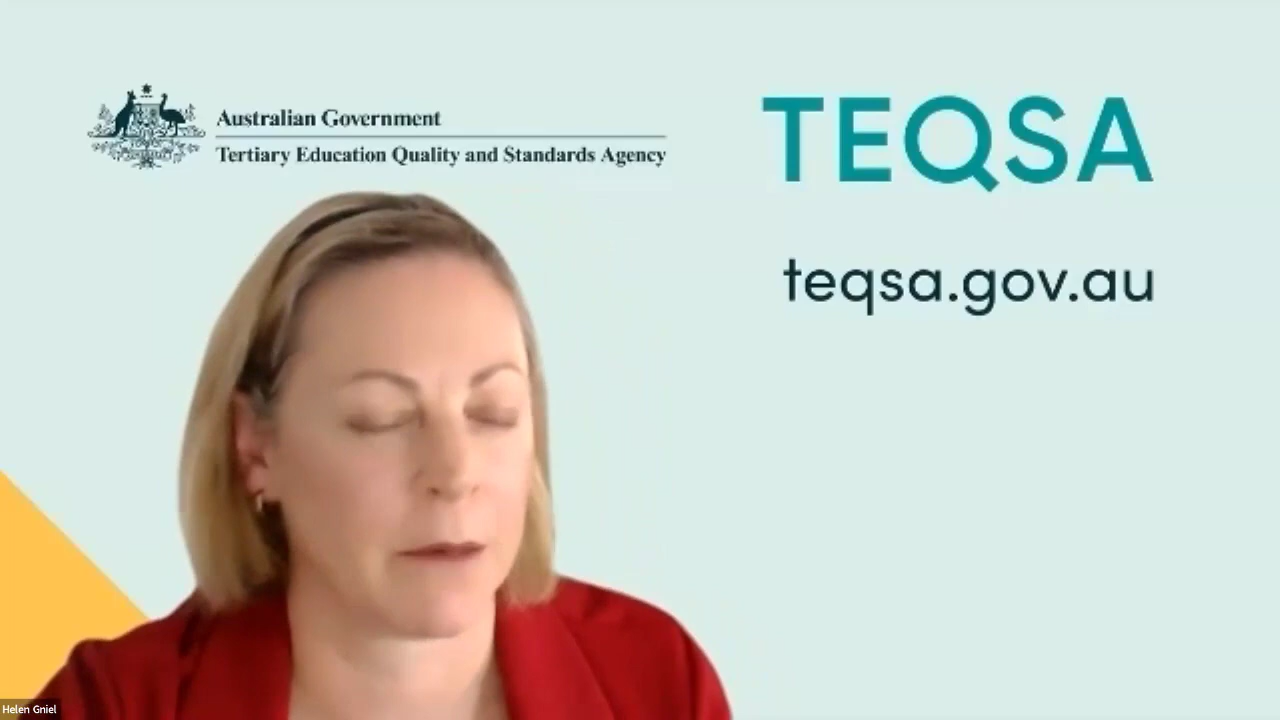 Australian Government
Tertiary Education Quality and Standards Agency
TEQSA
teqsa.gov.au
Helen Gniel